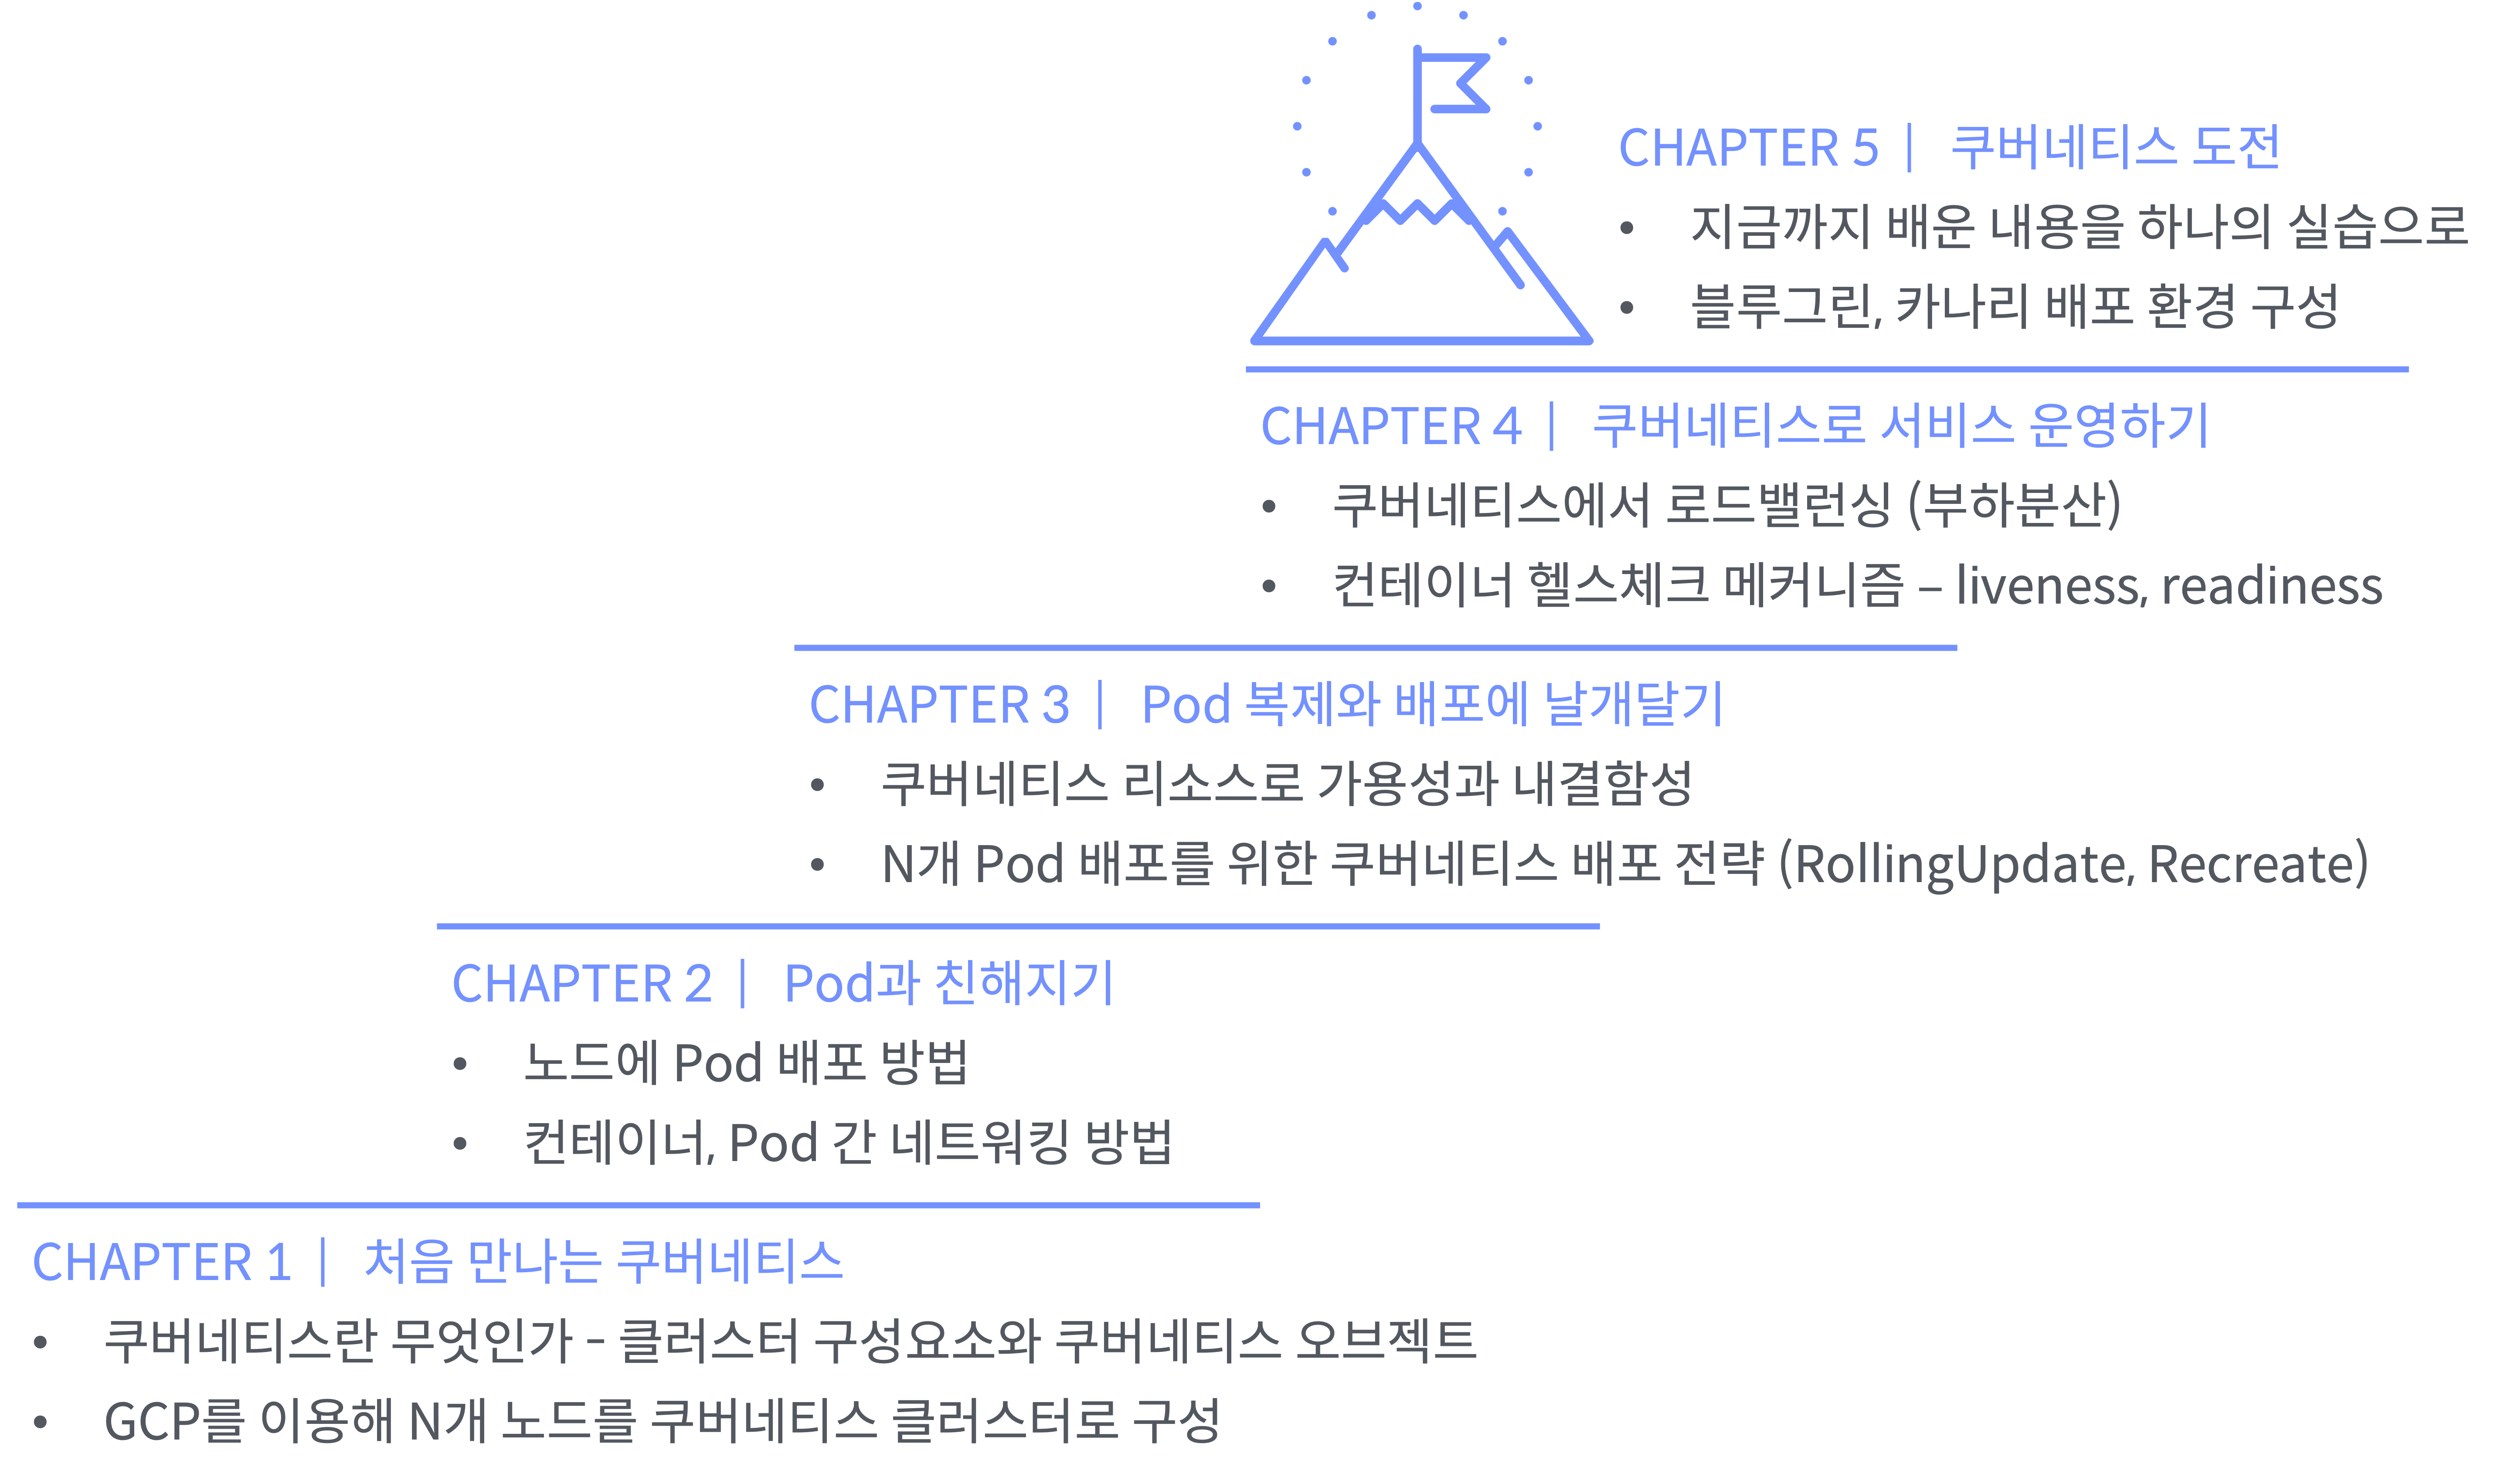 CHAPTER 5 | 쿠버네티스 도전
• 지금까지 배운 내용을 하나의 실습으로
• 블루그린, 카나리 배포 환경 구성
CHAPTER 4 | 쿠버네티스로 서비스 운영하기
• 쿠버네티스에서 로드밸런싱 (부하분산)
• 컨테이너 헬스체크 메커니즘 – liveness, readiness
CHAPTER 3 | Pod 복제와 배포에 날개달기
• 쿠버네티스 리소스로 가용성과 내결함성
• N개 Pod 배포를 위한 쿠버네티스 배포 전략 (RollingUpdate, Recreate)
CHAPTER 2 | Pod과 친해지기
• 노드에 Pod 배포 방법
• 컨테이너, Pod 간 네트워킹 방법
CHAPTER 1 | 처음 만나는 쿠버네티스
• 쿠버네티스란 무엇인가 - 클러스터 구성요소와 쿠버네티스 오브젝트
• GCP를 이용해 N개 노드를 쿠버네티스 클러스터로 구성